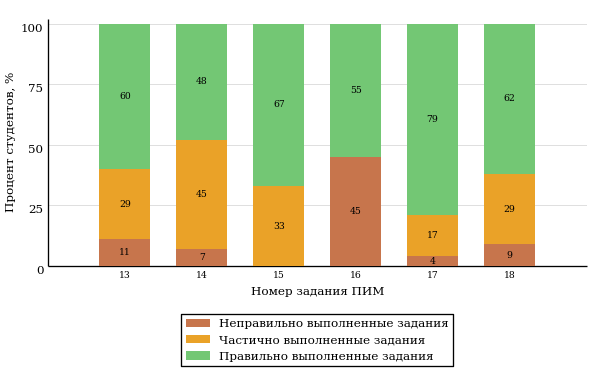 Процент студентов, %
100
75
50
25
0
60 48 67 55 79 62
29 45 33 45 17 29
11 7 4 9
13 14 15 16 17 18
Номер задания ПИМ
Неправильно выполненные задания
Частично выполненные задания
Правильно выполненные задания